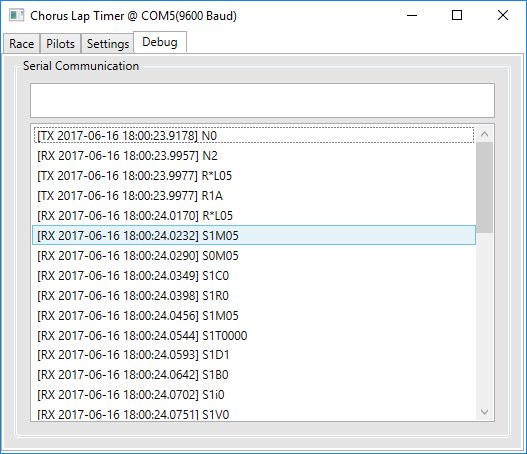 Chorus Lap Timer @ COM5(9600 Baud)
Race Pilots Settings Debug
Serial Communication
[TX 2017-06-16 18:00:23.9178] N0
[RX 2017-06-16 18:00:23.9957] N2
[TX 2017-06-16 18:00:23.9977] R*L05
[TX 2017-06-16 18:00:23.9977] R1A
[RX 2017-06-16 18:00:24.0170] R*L05
[RX 2017-06-16 18:00:24.0232] S1M05
[RX 2017-06-16 18:00:24.0290] S0M05
[RX 2017-06-16 18:00:24.0349] S1C0
[RX 2017-06-16 18:00:24.0398] S1R0
[RX 2017-06-16 18:00:24.0456] S1M05
[RX 2017-06-16 18:00:24.0544] S1T0000
[RX 2017-06-16 18:00:24.0593] S1D1
[RX 2017-06-16 18:00:24.0642] S1B0
[RX 2017-06-16 18:00:24.0702] S1i0
[RX 2017-06-16 18:00:24.0751] S1V0